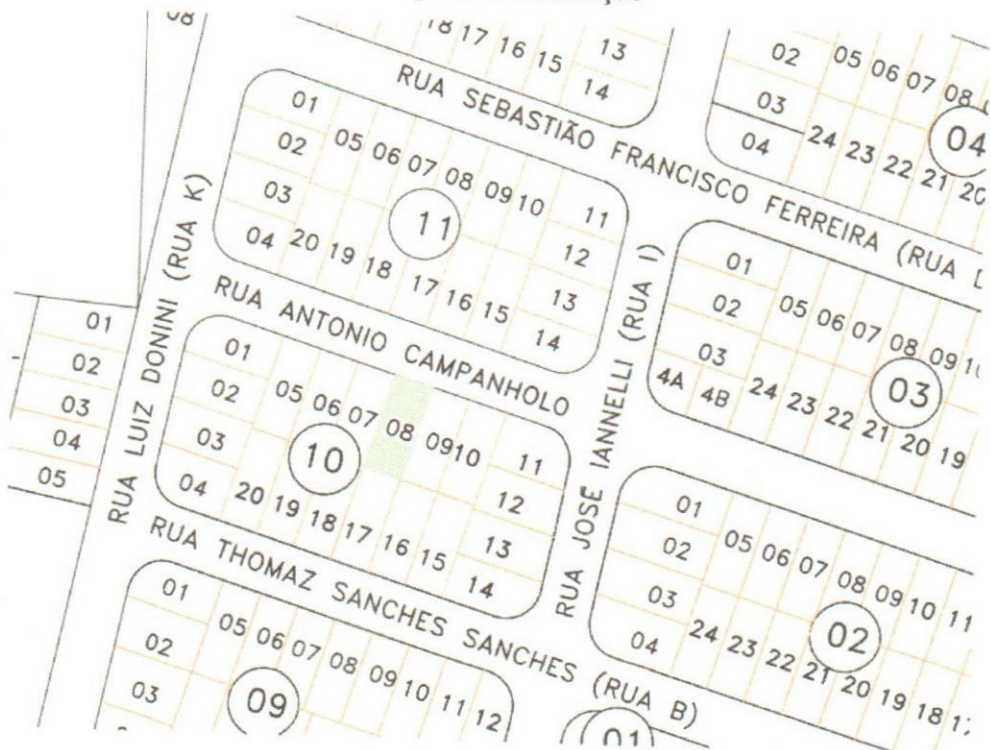 08
18 17 16 15
13
14
02
03
04
05 06 07 08
24 23 22 21 20
04
RUA SEBASTIÃO FRANCISCO FERREIRA (RUA
01
02
03
04
05 06 07 08 09 10
11
12
13
14
20 19 18 17 16 15
11
RUA LUIZ DONINI (RUA K)
RUA ANTONIO CAMPANHOLO
RUA JOSE IANNELLI (RUA I)
01
02
03
4A 4B
05 06 07 08 09
24 23 22 21 20 19
03
01
02
03
04
05
01
02
03
04
05 06 07 08 09 10
11
12
13
14
20 19 18 17 16 15
10
RUA THOMAZ SANCHES SANCHES (RUA B)
01
02
03
04
05 06 07 08 09 10 11
24 23 22 21 20 19 18
02
01
02
03
05 06 07 08 09 10 11 12
09
01